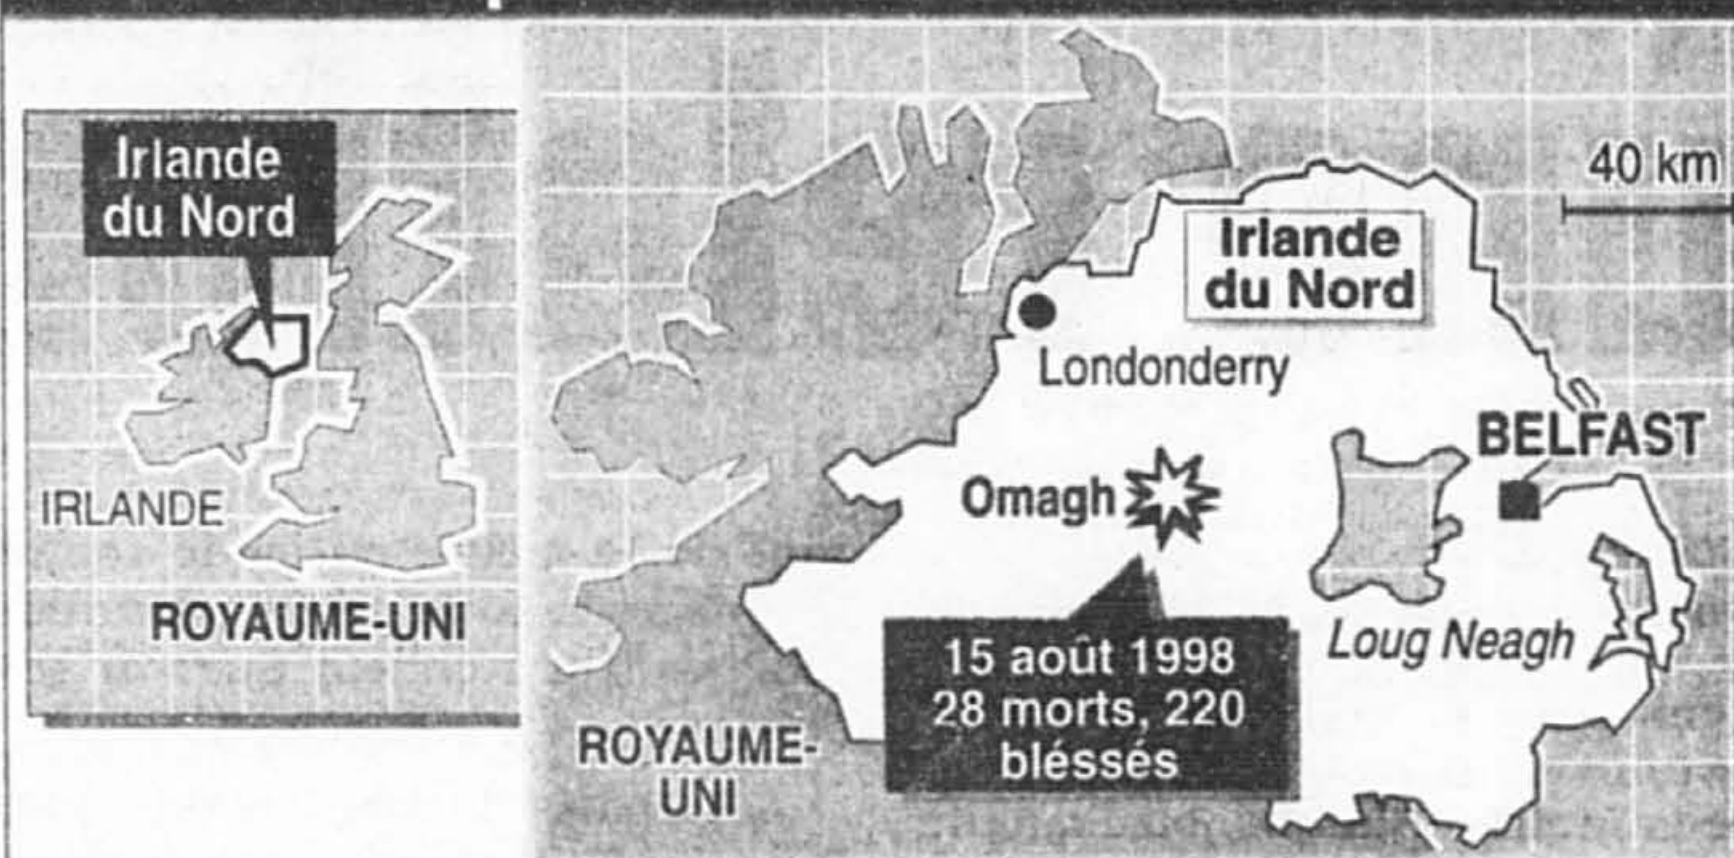 Irlande
du Nord
IRLANDE
ROYAUME-UNI
40 km
Irlande
du Nord
Londonderry
BELFAST
Omagh
Loug Neagh
15 août 1998
28 morts, 220
bléssés
ROYAUME-
UNI